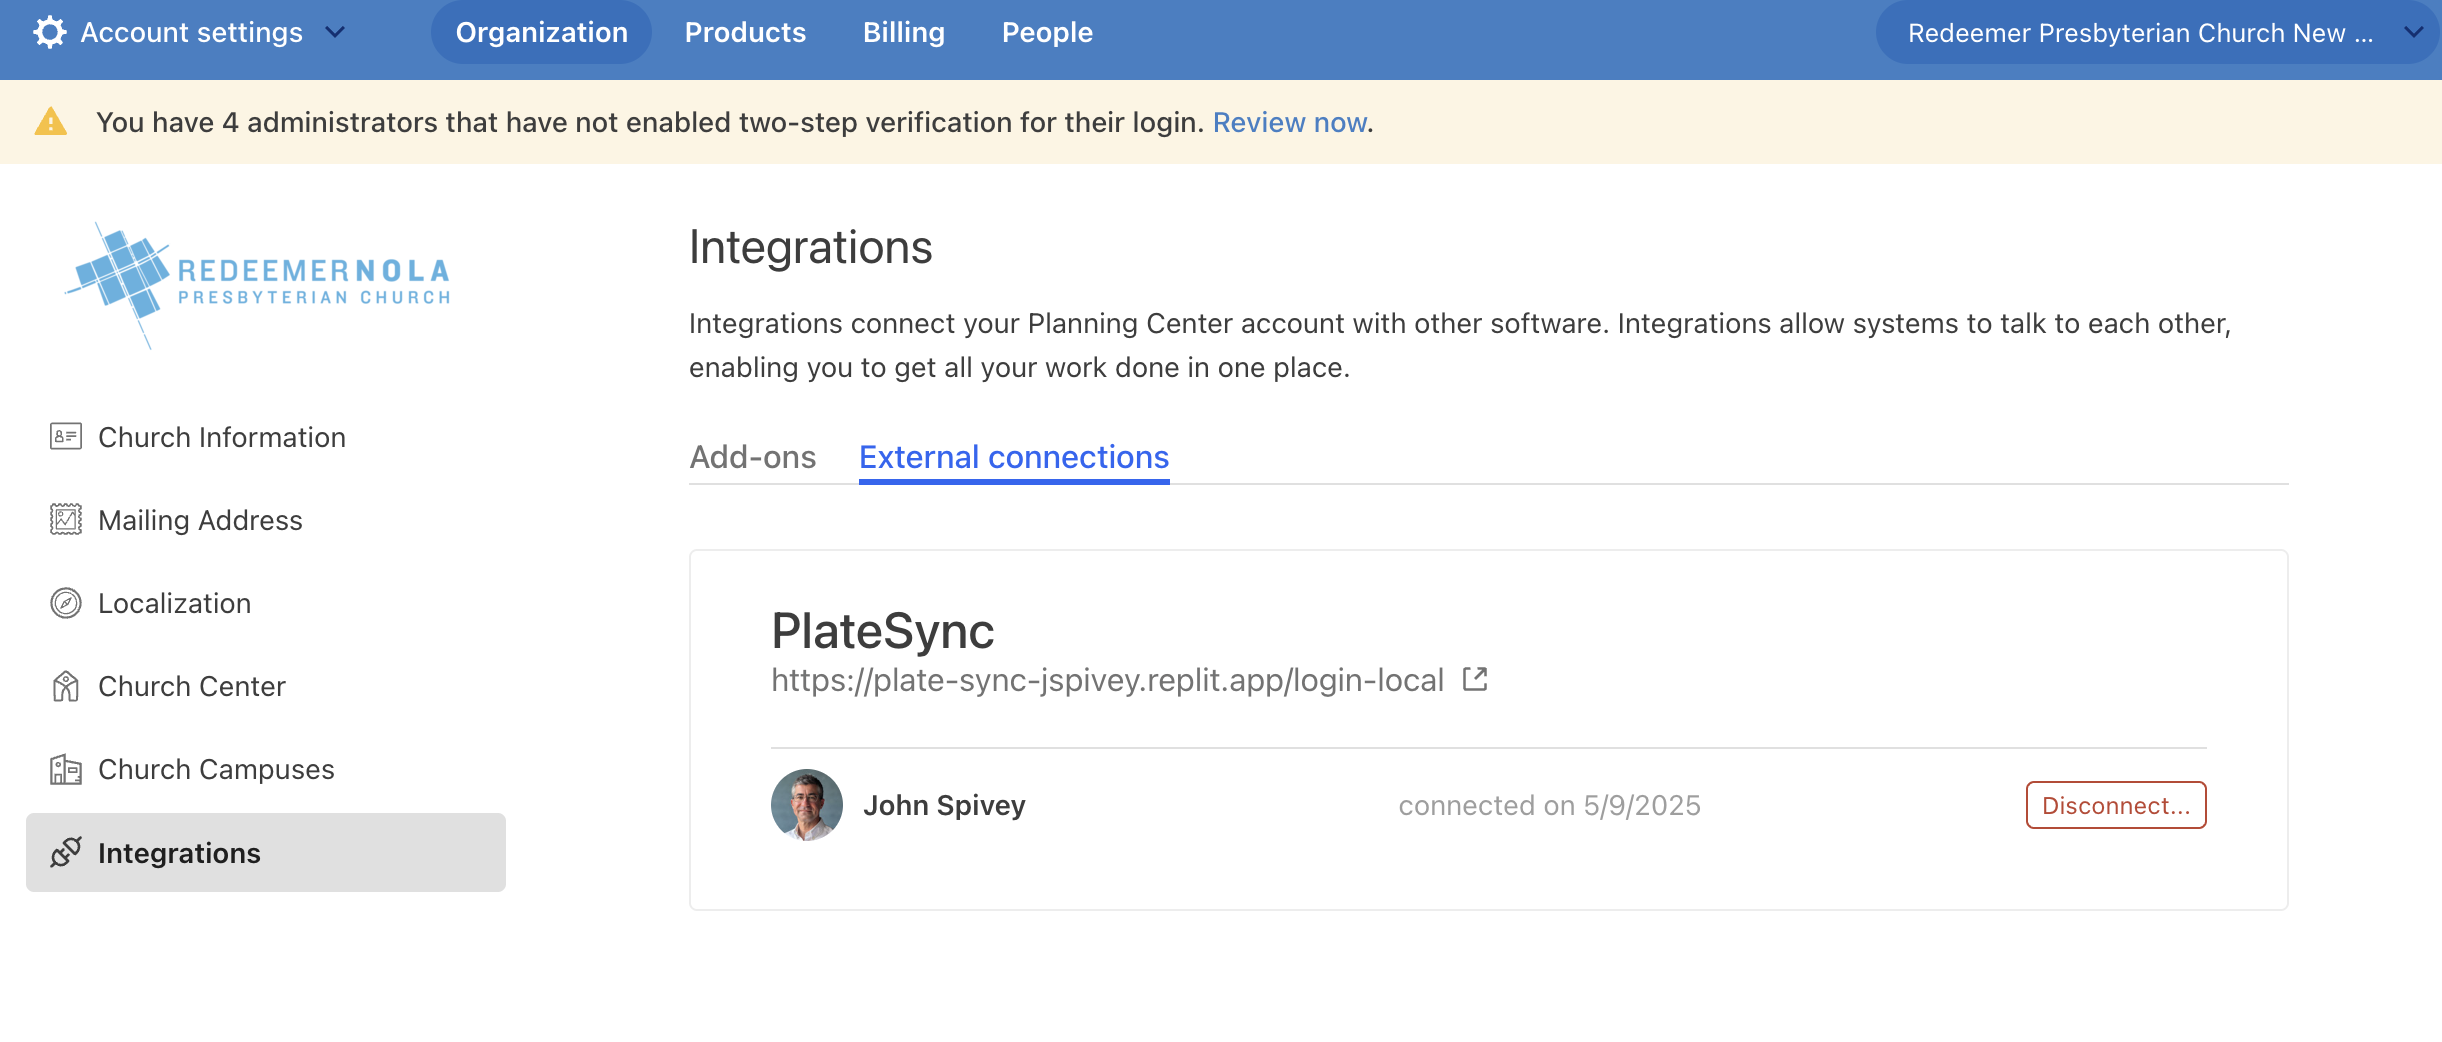 Account settings
Organization
Products
Billing
People
Redeemer Presbyterian Church New ...
You have 4 administrators that have not enabled two-step verification for their login. Review now.
REDEEMERNOLA
PRESBYTERIAN CHURCH
Church Information
Mailing Address
Localization
Church Center
Church Campuses
Integrations
Integrations
Integrations connect your Planning Center account with other software. Integrations allow systems to talk to each other,
enabling you to get all your work done in one place.
Add-ons
External connections
PlateSync
https://plate-sync-jspivey.replit.app/login-local
John Spivey
connected on 5/9/2025
Disconnect...